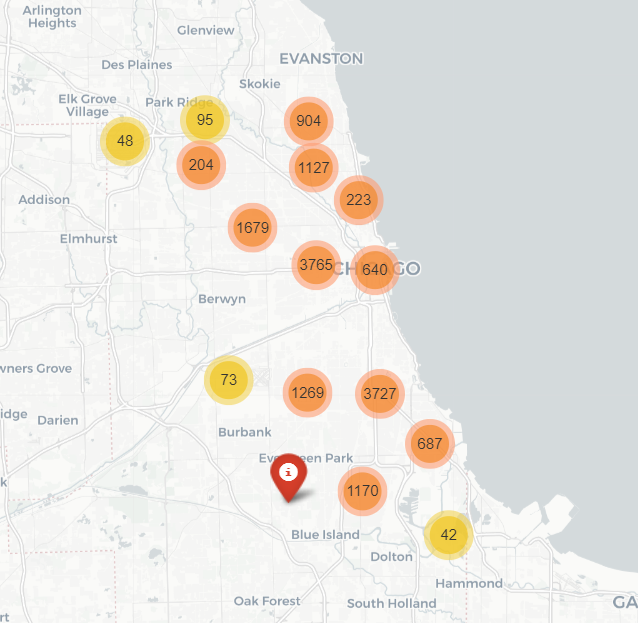 Arlington
Heights
Glenview
EVANSTON
Des Plaines
Skokie
Elk Grove
Village
Park Ridge
95
904
48
204
1127
Addison
223
1679
Elmhurst
3765
CHICAGO
640
Berwyn
wners Grove
73
1269
3727
idge
Darien
Burbank
687
Evergreen Park
i
k
1170
Blue Island
42
Dolton
Hammond
Oak Forest
South Holland
GA
rt